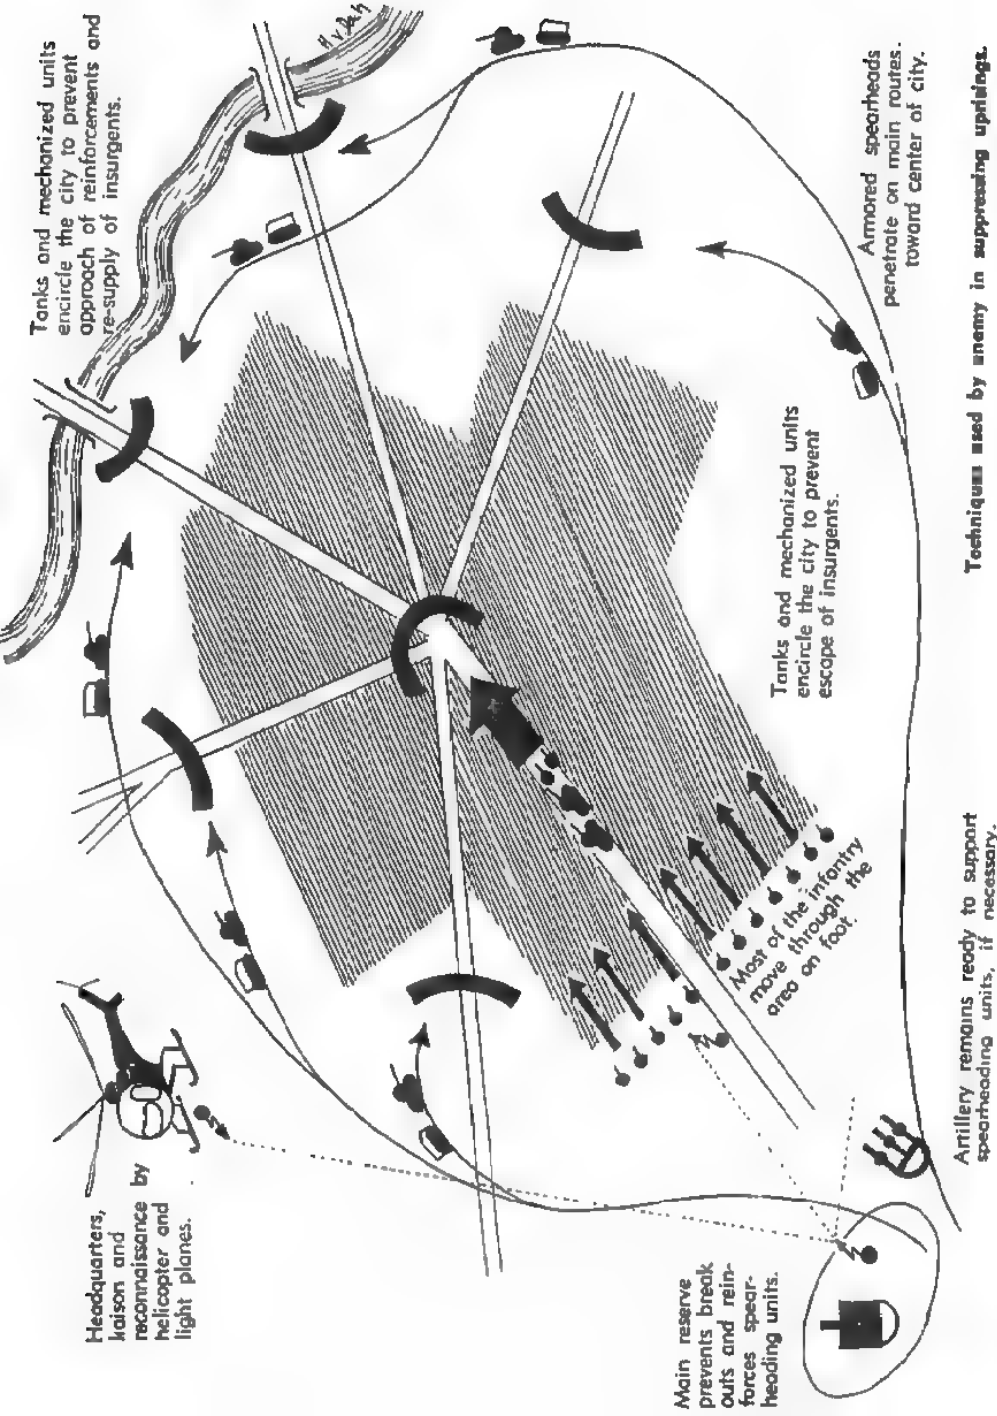 Tanks and mechanized units
encircle the city to prevent
approach of reinforcements and
re-supply of insurgents.
Headquarters,
liaison and
reconnaissance by
helicopter and
light planes.
Armored spearheads
penetrate on main routes.
toward center of city.
Tanks and mechanized units
encircle the city to prevent
escape of insurgents.
Most of the infantry
move through the
area on foot.
Main reserve
prevents break
outs and rein-
forces spear-
heading units.
Artillery remains ready to support
spearheading units, if necessary.
Techniques used by enemy in suppressing uprisings.